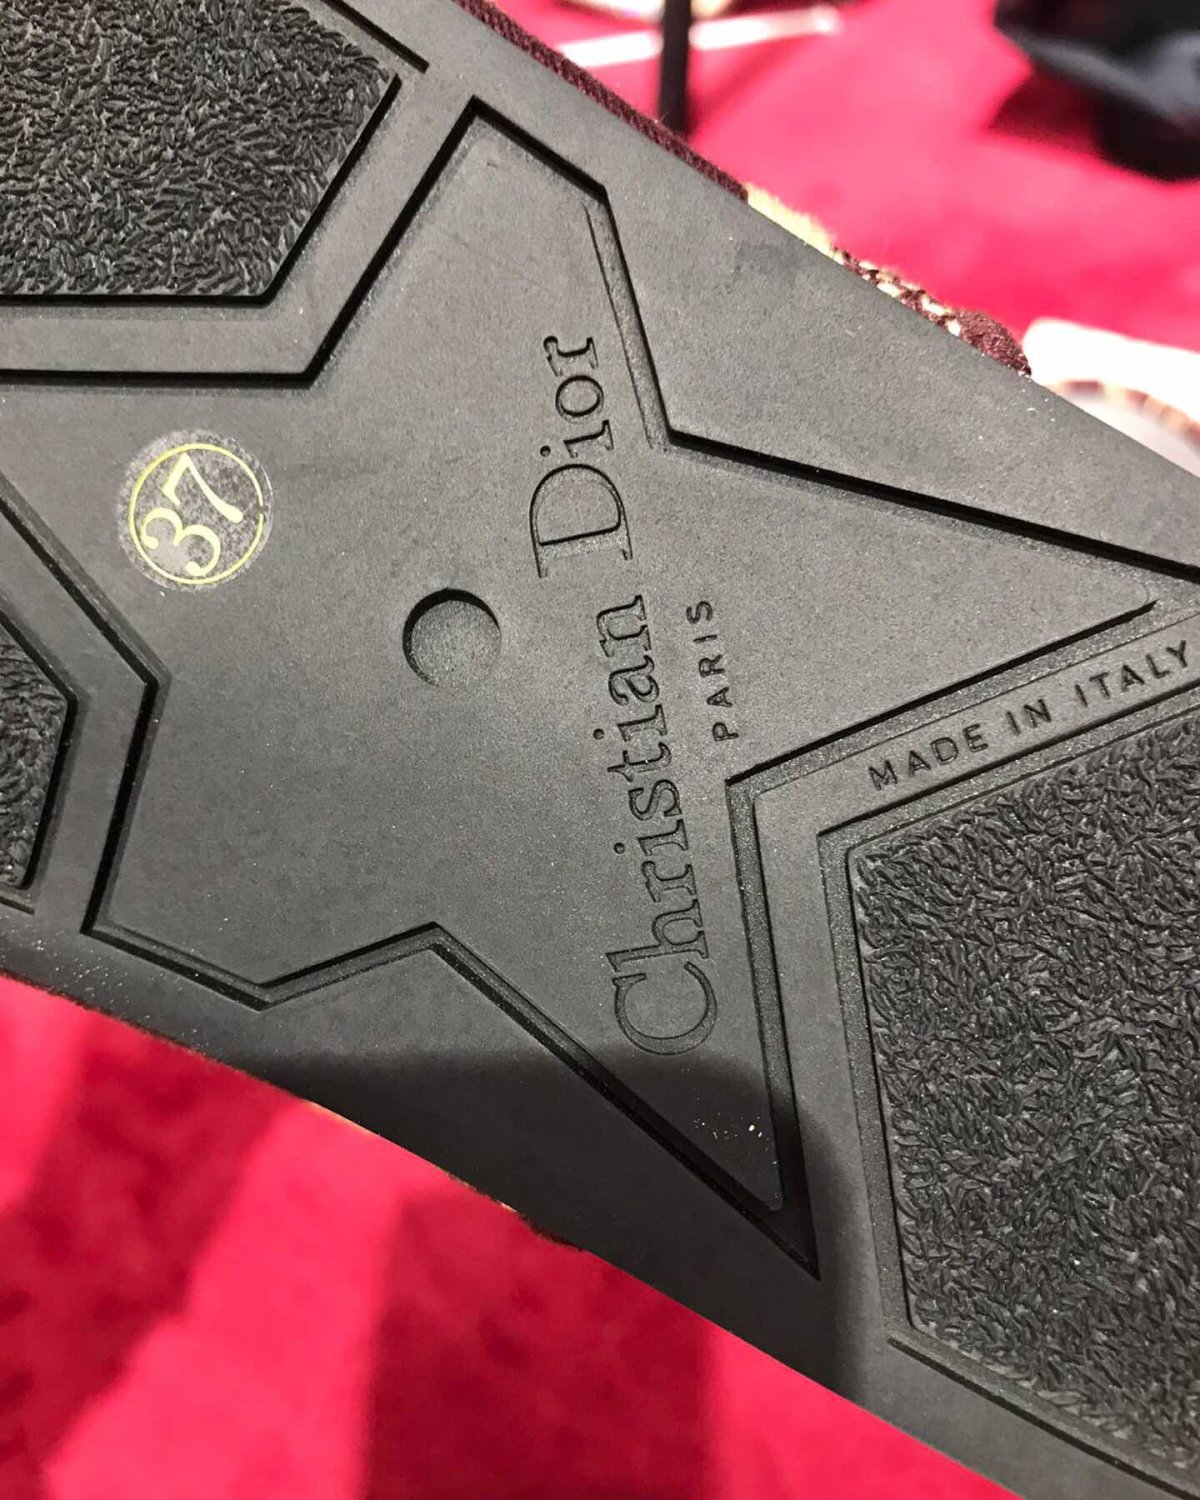 37
Christian Dior
PARIS
MADE IN ITALY